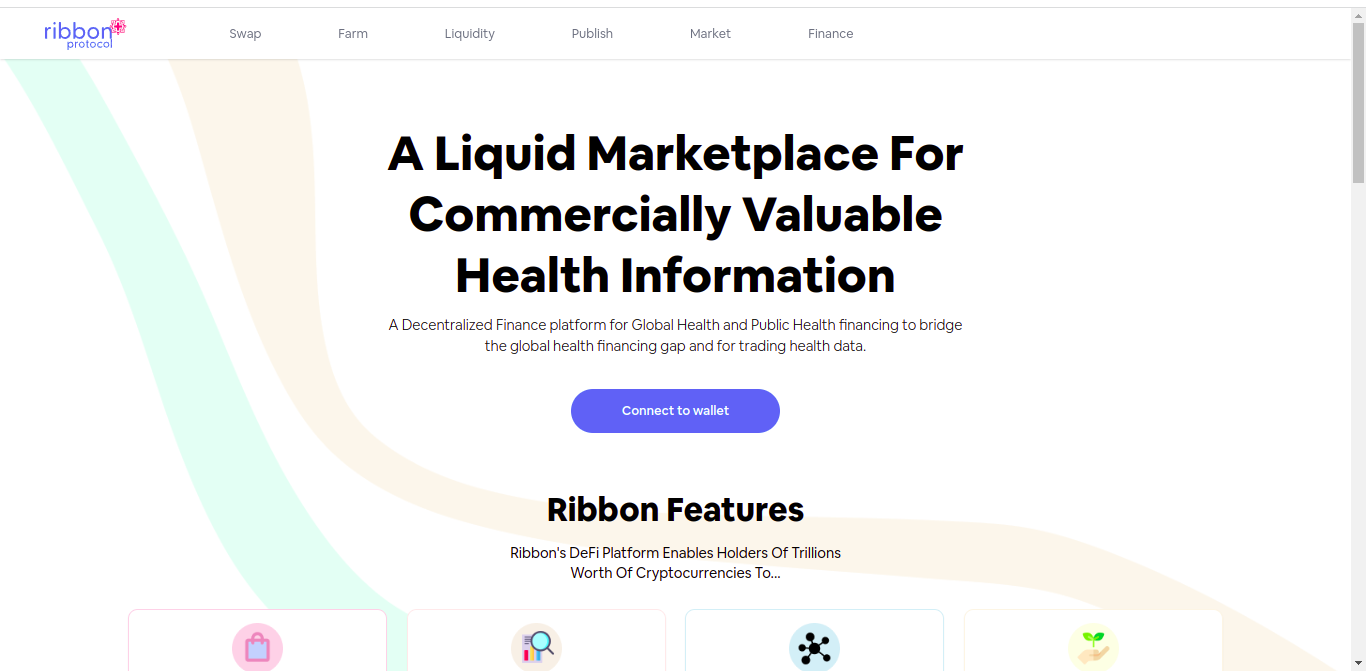 ribbon
protocol
Swap Farm Liquidity Publish Market Finance
A Liquid Marketplace For
Commercially Valuable
Health Information
A Decentralized Finance platform for Global Health and Public Health financing to bridge
the global health financing gap and for trading health data.
Connect to wallet
Ribbon Features
Ribbon's DeFi Platform Enables Holders Of Trillions
Worth Of Cryptocurrencies To...